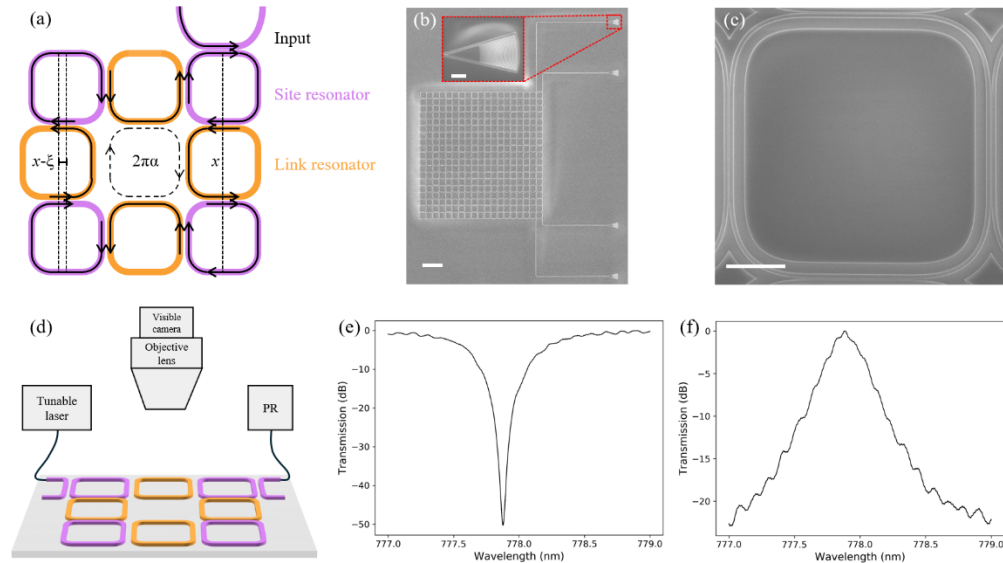 (a)
Input
Site resonator
x-ξ
2πα
x
Link resonator
(b)
(c)
(d)
Visible
camera
Objective
lens
Tunable
laser
PR
(e)
0
−10
−20
−30
−40
−50
Transmission (dB)
777.0
777.5
778.0
778.5
779.0
Wavelength (nm)
(f)
0
−5
−10
−15
−20
Transmission (dB)
777.0
777.5
778.0
778.5
779.0
Wavelength (nm)